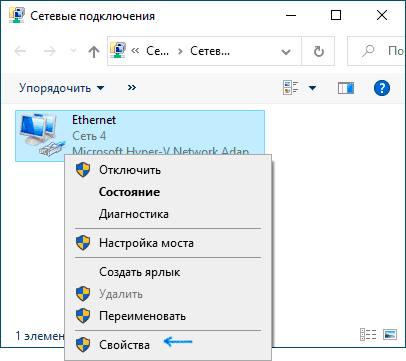 Сетевые подключения
Се... Сетев...
По
Упорядочить
Ethernet
Сеть 4
Microsoft Hyper-V Network Adap...
Отключить
Состояние
Диагностика
Настройка моста
Создать ярлык
Удалить
Переименовать
1 элемен
Свойства